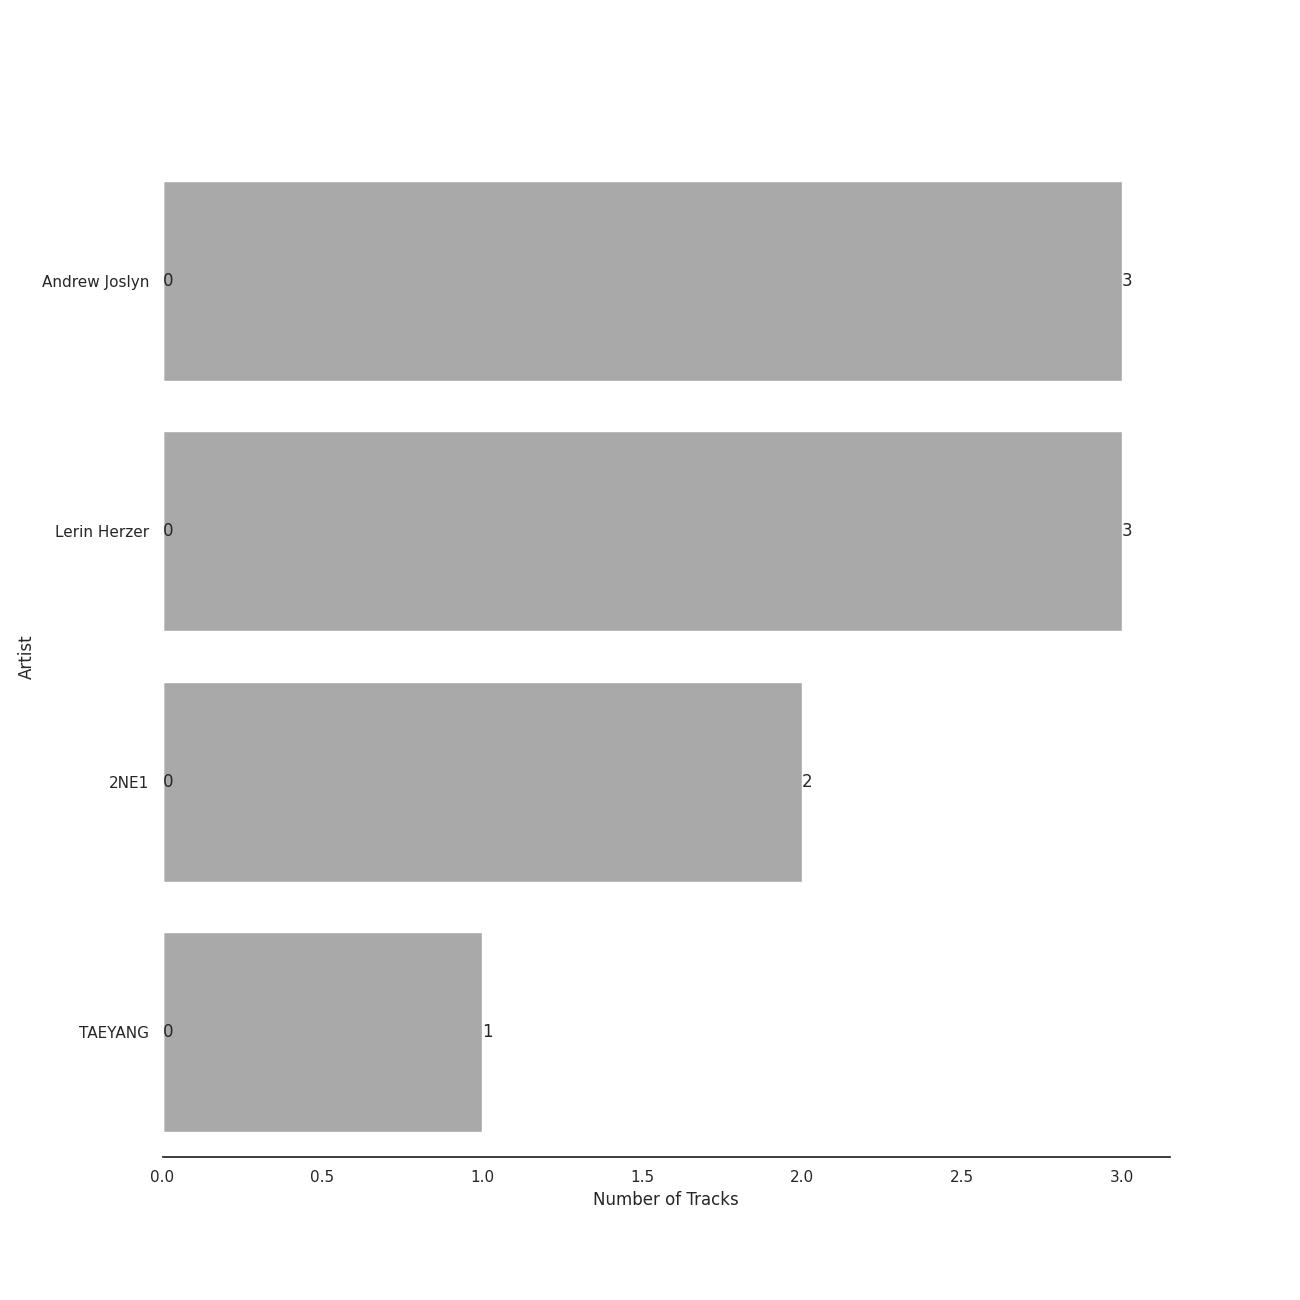 Andrew Joslyn 0 3
Lerin Herzer 0 3
Artist
2NE1 0 2
TAEYANG 0 1
0.0 0.5 1.0 1.5 2.0 2.5 3.0
Number of Tracks